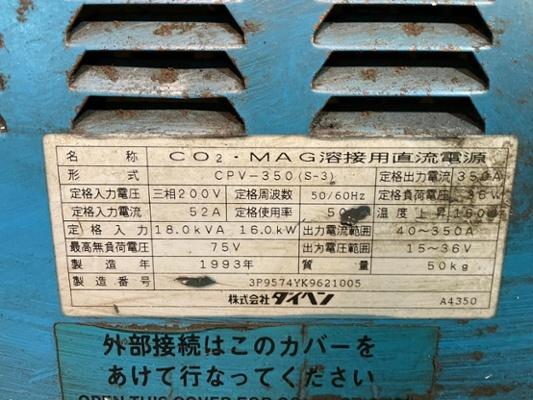 名称 CO2・MAG溶接用直流電源
形式 CPV-350(S-3) 定格出力電流 350A
定格入力電圧 三相200V 定格周波数 50/60Hz 定格負荷電圧 36V
定格入力電流 52A 定格使用率 温度上昇 160
定格入力 18.0kVA 16.0kW 出力電流範囲 40～350A
最高無負荷電圧 75V 出力電圧範囲 15～36V
製造年 1993年 質量 50kg
製造 3P9574YK9621005
株式会社ダイヘン A4350
外部接続はこのカバーを
あけて行なってください
OPEN THIS COVER FOR